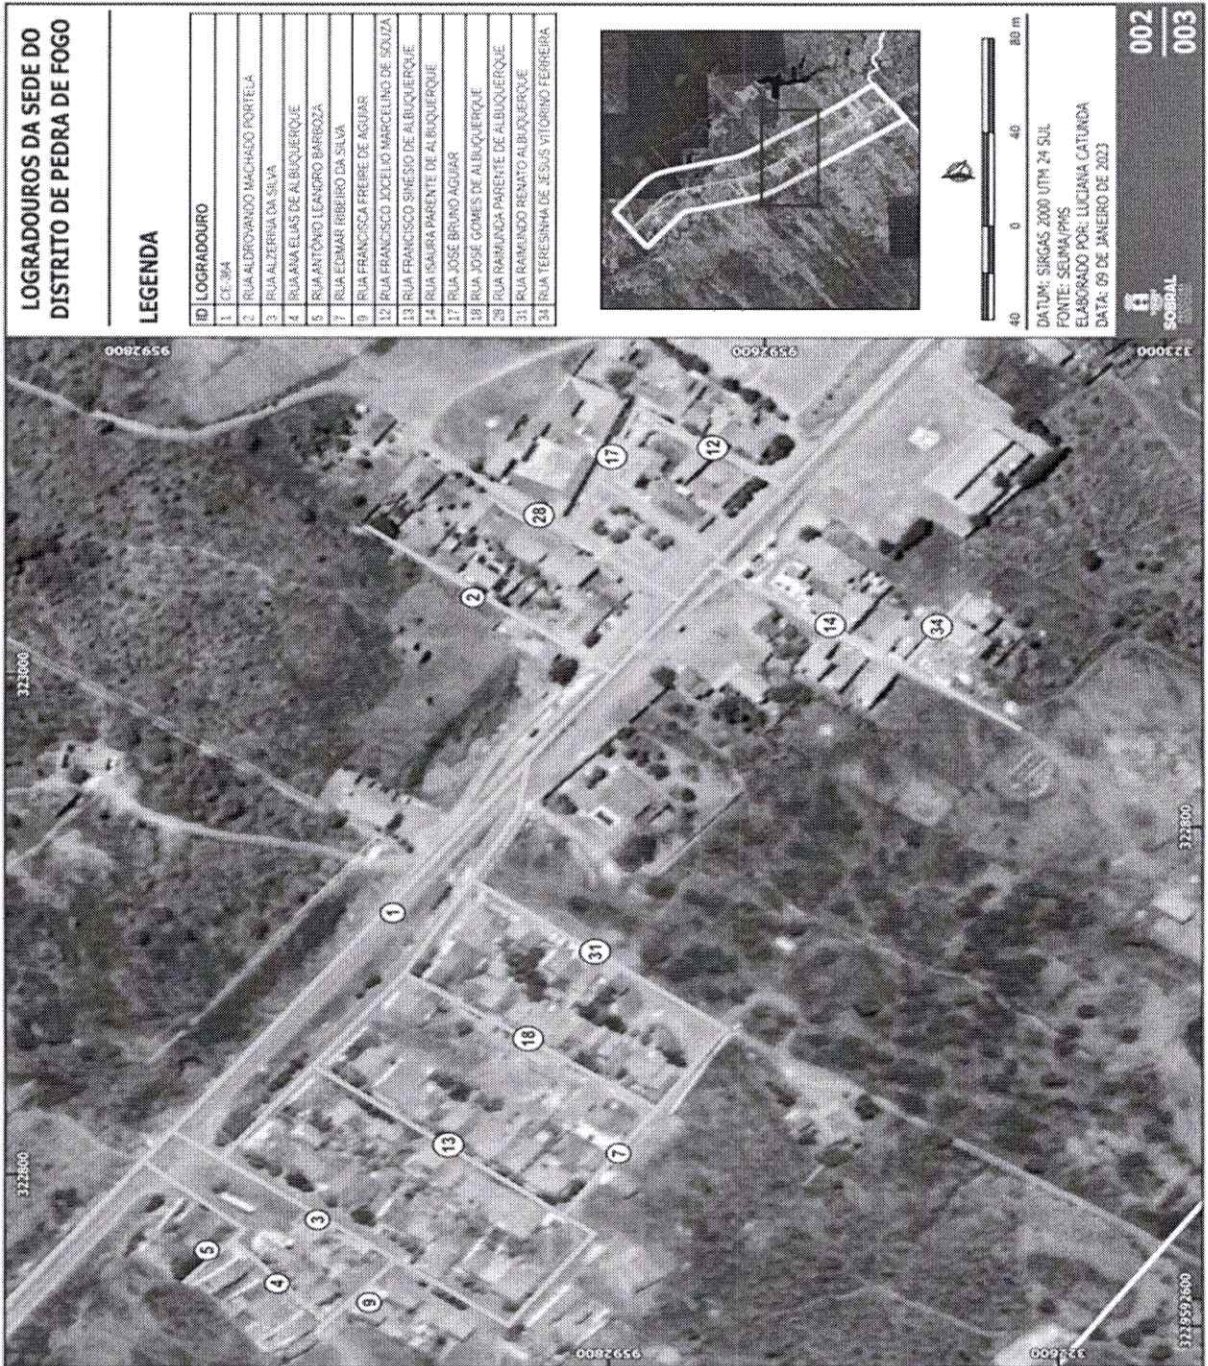 LOGRADOUROS DA SEDE DO
DISTRITO DE PEDRA DE FOGO
LEGENDA
ID LOGRADOURO
1 CE-364
2 RUA ALDROVANDO MACHADO PORTELA
3 RUA ALZERINA DA SILVA
4 RUA ANA ELIAS DE ALBUQUERQUE
5 RUA ANTÔNIO LEANDRO BARBOZA
7 RUA EDMAR RIBEIRO DA SILVA
9 RUA FRANCISCA FREIRE DE AGUIAR
12 RUA FRANCISCO JOCELIO MARCELINO DE SOUZA
13 RUA FRANCISCO SINESIO DE ALBUQUERQUE
14 RUA ISAURA PARENTE DE ALBUQUERQUE
17 RUA JOSÉ BRUNO AGUIAR
18 RUA JOSÉ GOMES DE ALBUQUERQUE
28 RUA RAIMUNDA PARENTE DE ALBUQUERQUE
31 RUA RAIMUNDO RENATO ALBUQUERQUE
34 RUA TERESINHA DE JESUS VITORINO FERREIRA
40 0 40 80 m
DATUM: SIRGAS 2000 UTM 24 SUL
FONTE: SEUMA/PMS
ELABORADO POR: LUCIANA CATUNDA
DATA: 09 DE JANEIRO DE 2023
SOBRAL
002
003
322800
323000
9592800
9592600
323000
322800
9592600
322600
9592800
1
2
3
4
5
7
9
12
13
14
17
18
28
31
34